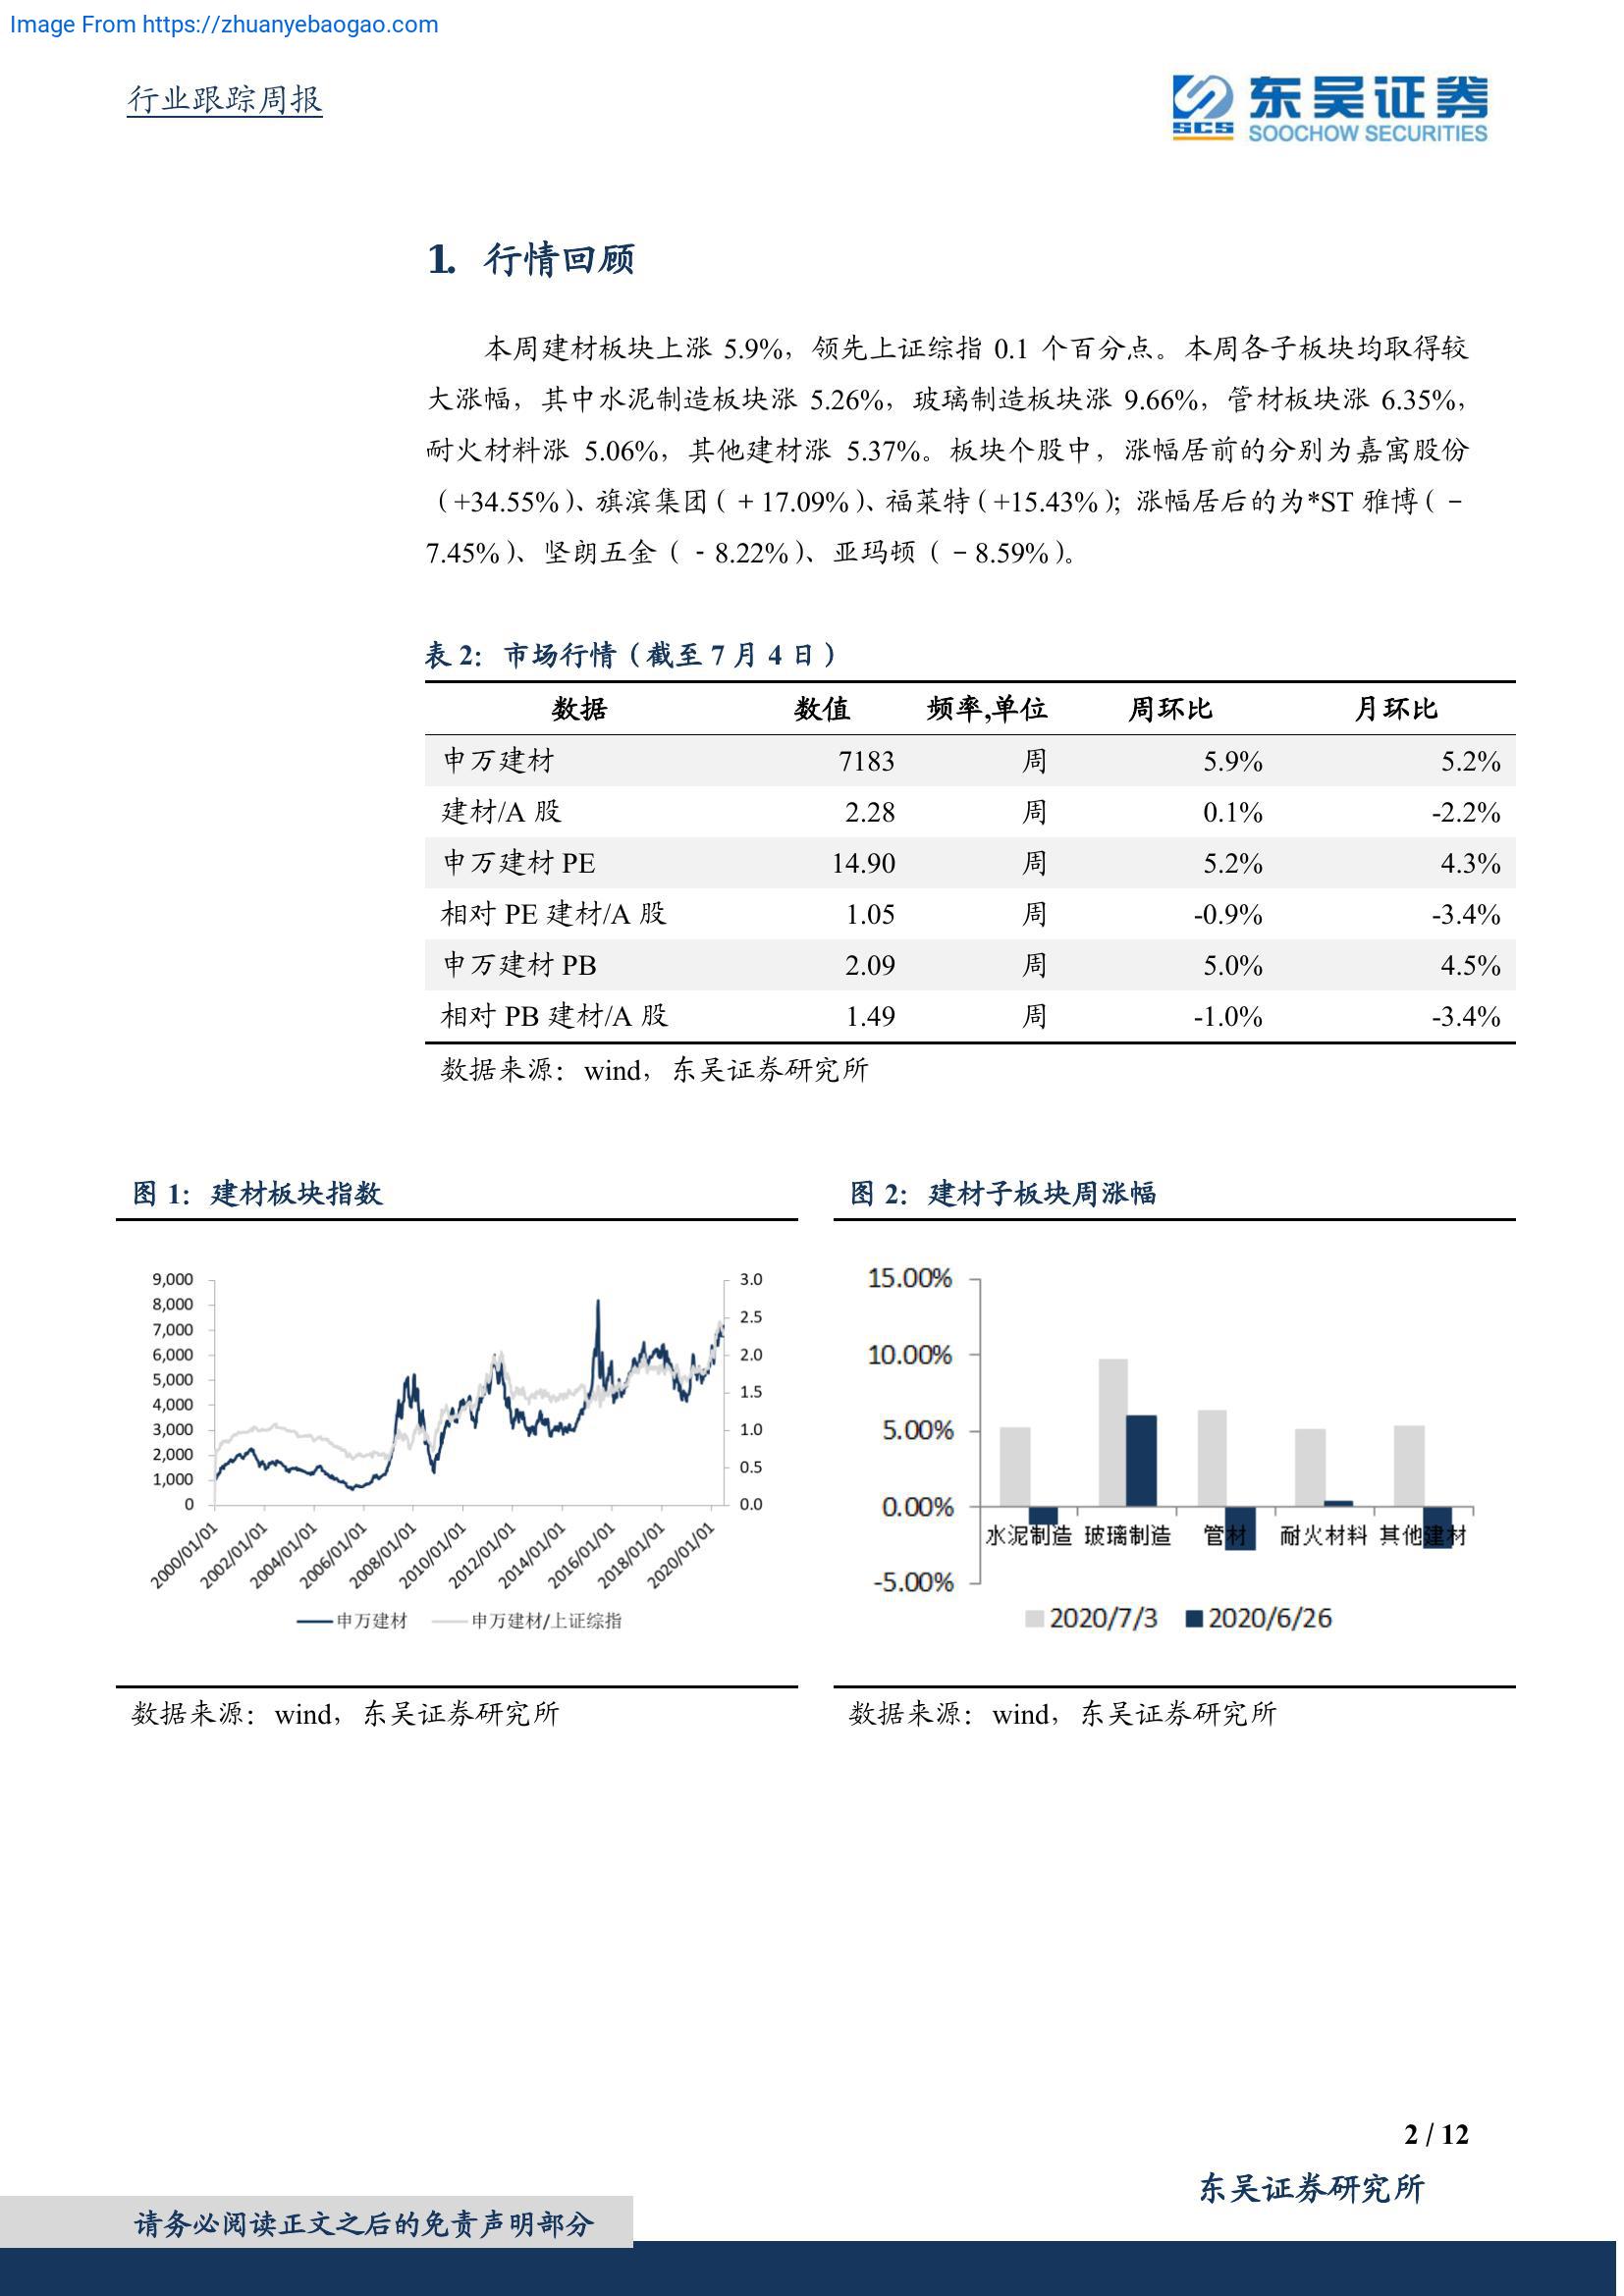 Image From https://zhuanyebaogao.com
行业跟踪周报
SCS 东吴证券
SOOCHOW SECURITIES
1. 行情回顾
本周建材板块上涨 5.9%，领先上证综指 0.1 个百分点。本周各子板块均取得较
大涨幅，其中水泥制造板块涨 5.26%，玻璃制造板块涨 9.66%，管材板块涨 6.35%，
耐火材料涨 5.06%，其他建材涨 5.37%。板块个股中，涨幅居前的分别为嘉寓股份
（+34.55%）、旗滨集团（＋17.09%）、福莱特（+15.43%）；涨幅居后的为*ST 雅博（－
7.45%）、坚朗五金（－8.22%）、亚玛顿（－8.59%）。
表 2：市场行情（截至 7 月 4 日）
数据 数值 频率,单位 周环比 月环比
申万建材 7183 周 5.9% 5.2%
建材/A 股 2.28 周 0.1% -2.2%
申万建材 PE 14.90 周 5.2% 4.3%
相对 PE 建材/A 股 1.05 周 -0.9% -3.4%
申万建材 PB 2.09 周 5.0% 4.5%
相对 PB 建材/A 股 1.49 周 -1.0% -3.4%
数据来源：wind，东吴证券研究所
图 1：建材板块指数
9,000
8,000
7,000
6,000
5,000
4,000
3,000
2,000
1,000
0
3.0
2.5
2.0
1.5
1.0
0.5
0.0
2000/01/01 2002/01/01 2004/01/01 2006/01/01 2008/01/01 2010/01/01 2012/01/01 2014/01/01 2016/01/01 2018/01/01 2020/01/01
申万建材 申万建材/上证综指
数据来源：wind，东吴证券研究所
图 2：建材子板块周涨幅
15.00%
10.00%
5.00%
0.00%
-5.00%
水泥制造 玻璃制造 管材 耐火材料 其他建材
2020/7/3 2020/6/26
数据来源：wind，东吴证券研究所
2 / 12
东吴证券研究所
请务必阅读正文之后的免责声明部分